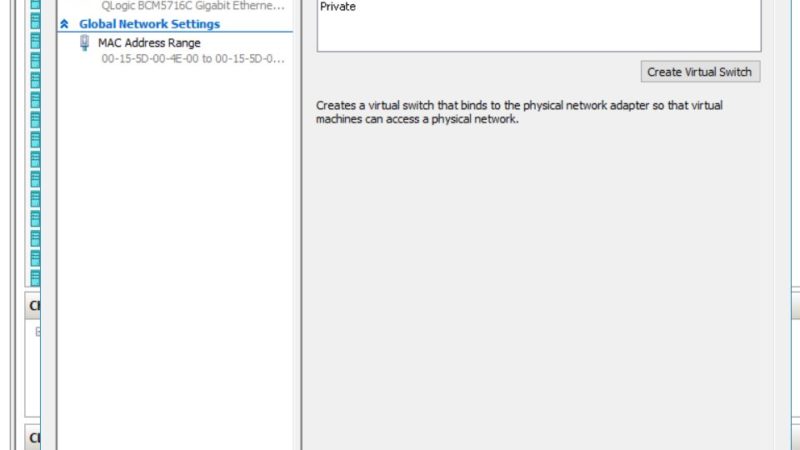 QLogic BCM5716C Gigabit Etherne...
Private
Global Network Settings
MAC Address Range
00-15-5D-00-4E-00 to 00-15-5D-0...
Create Virtual Switch
Creates a virtual switch that binds to the physical network adapter so that virtual
machines can access a physical network.